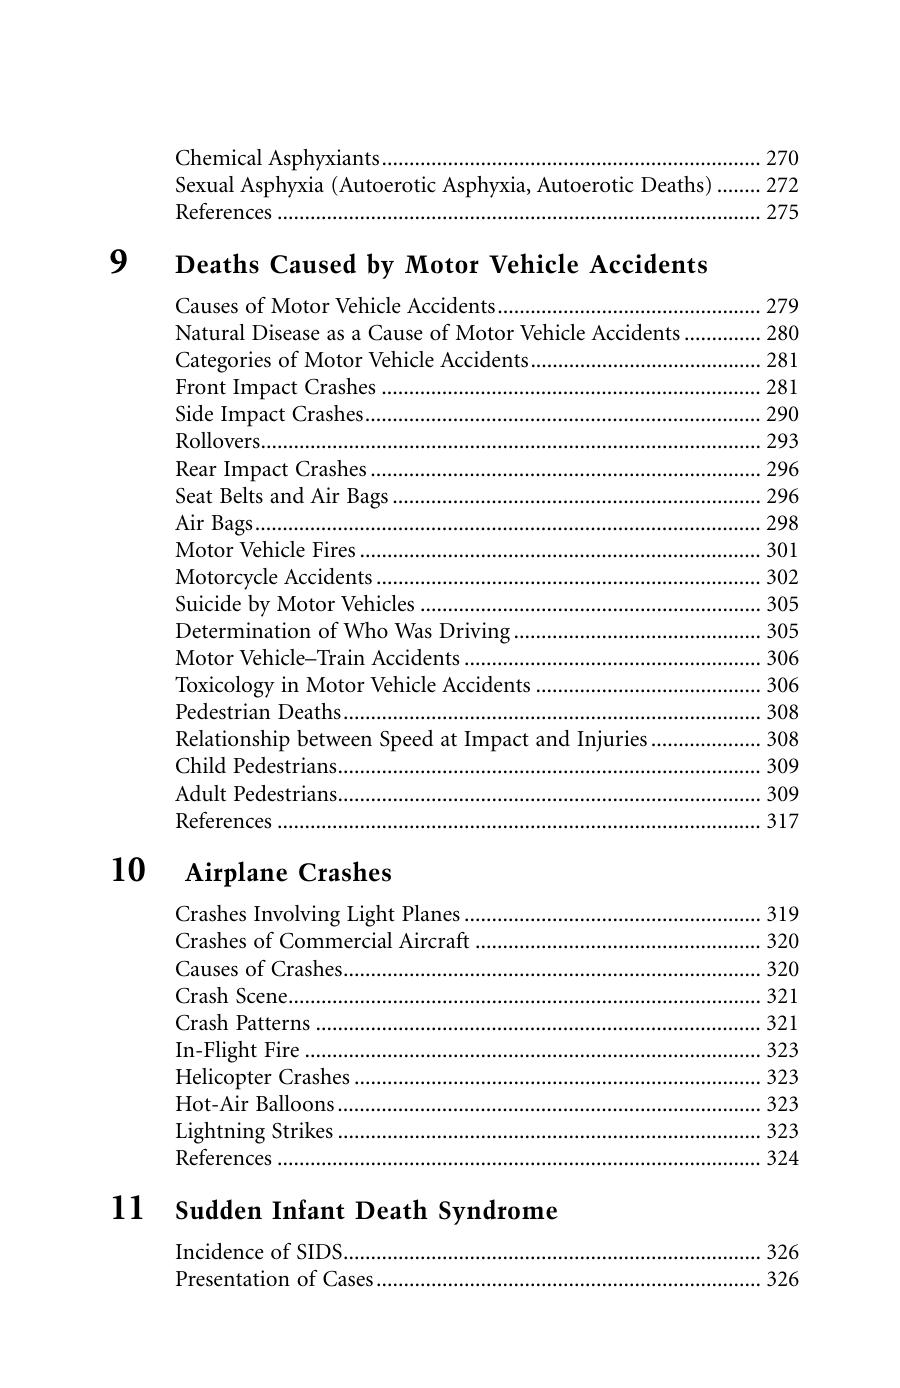 Chemical Asphyxiants..................................................................... 270
Sexual Asphyxia (Autoerotic Asphyxia, Autoerotic Deaths) ........ 272
References ........................................................................................ 275
9 Deaths Caused by Motor Vehicle Accidents
Causes of Motor Vehicle Accidents................................................ 279
Natural Disease as a Cause of Motor Vehicle Accidents .............. 280
Categories of Motor Vehicle Accidents.......................................... 281
Front Impact Crashes ..................................................................... 281
Side Impact Crashes........................................................................ 290
Rollovers........................................................................................... 293
Rear Impact Crashes ....................................................................... 296
Seat Belts and Air Bags ................................................................... 296
Air Bags............................................................................................ 298
Motor Vehicle Fires ......................................................................... 301
Motorcycle Accidents ...................................................................... 302
Suicide by Motor Vehicles .............................................................. 305
Determination of Who Was Driving ............................................. 305
Motor Vehicle–Train Accidents ...................................................... 306
Toxicology in Motor Vehicle Accidents ......................................... 306
Pedestrian Deaths............................................................................ 308
Relationship between Speed at Impact and Injuries .................... 308
Child Pedestrians............................................................................. 309
Adult Pedestrians............................................................................. 309
References ........................................................................................ 317
10 Airplane Crashes
Crashes Involving Light Planes ...................................................... 319
Crashes of Commercial Aircraft .................................................... 320
Causes of Crashes............................................................................ 320
Crash Scene...................................................................................... 321
Crash Patterns ................................................................................. 321
In-Flight Fire ................................................................................... 323
Helicopter Crashes .......................................................................... 323
Hot-Air Balloons ............................................................................. 323
Lightning Strikes ............................................................................. 323
References ........................................................................................ 324
11 Sudden Infant Death Syndrome
Incidence of SIDS............................................................................ 326
Presentation of Cases ...................................................................... 326